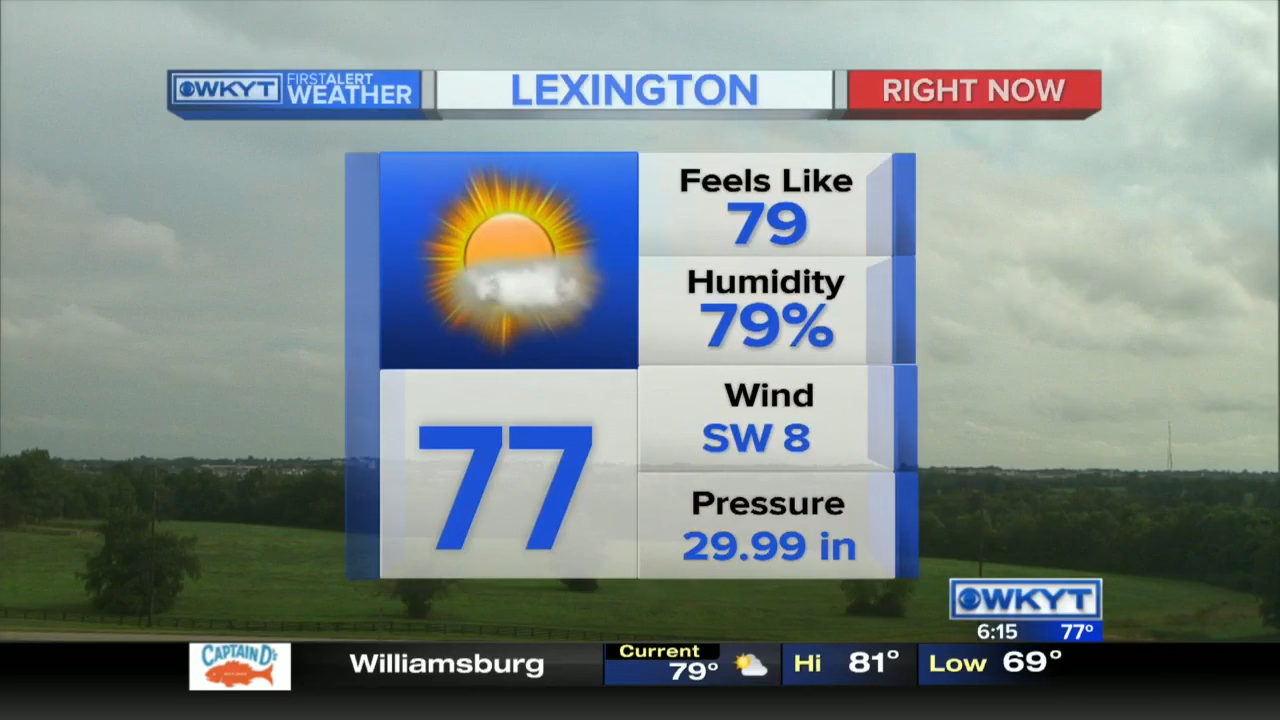 WKYT FIRST ALERT WEATHER
LEXINGTON
RIGHT NOW
Feels Like
79
Humidity
79%
77
Wind
SW 8
Pressure
29.99 in
WKYT
6:15 77°
CAPTAIN D's
Williamsburg
Current
79°
Hi 81°
Low 69°